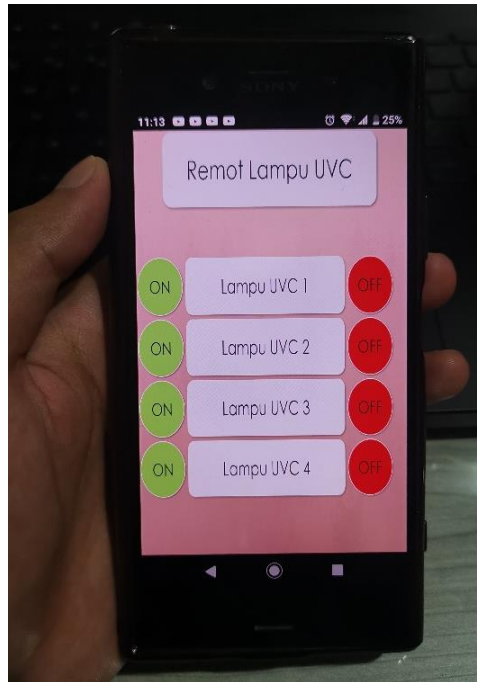 SONY
11:13 25%
Remot Lampu UVC
ON Lampu UVC 1 OFF
ON Lampu UVC 2 OFF
ON Lampu UVC 3 OFF
ON Lampu UVC 4 OFF